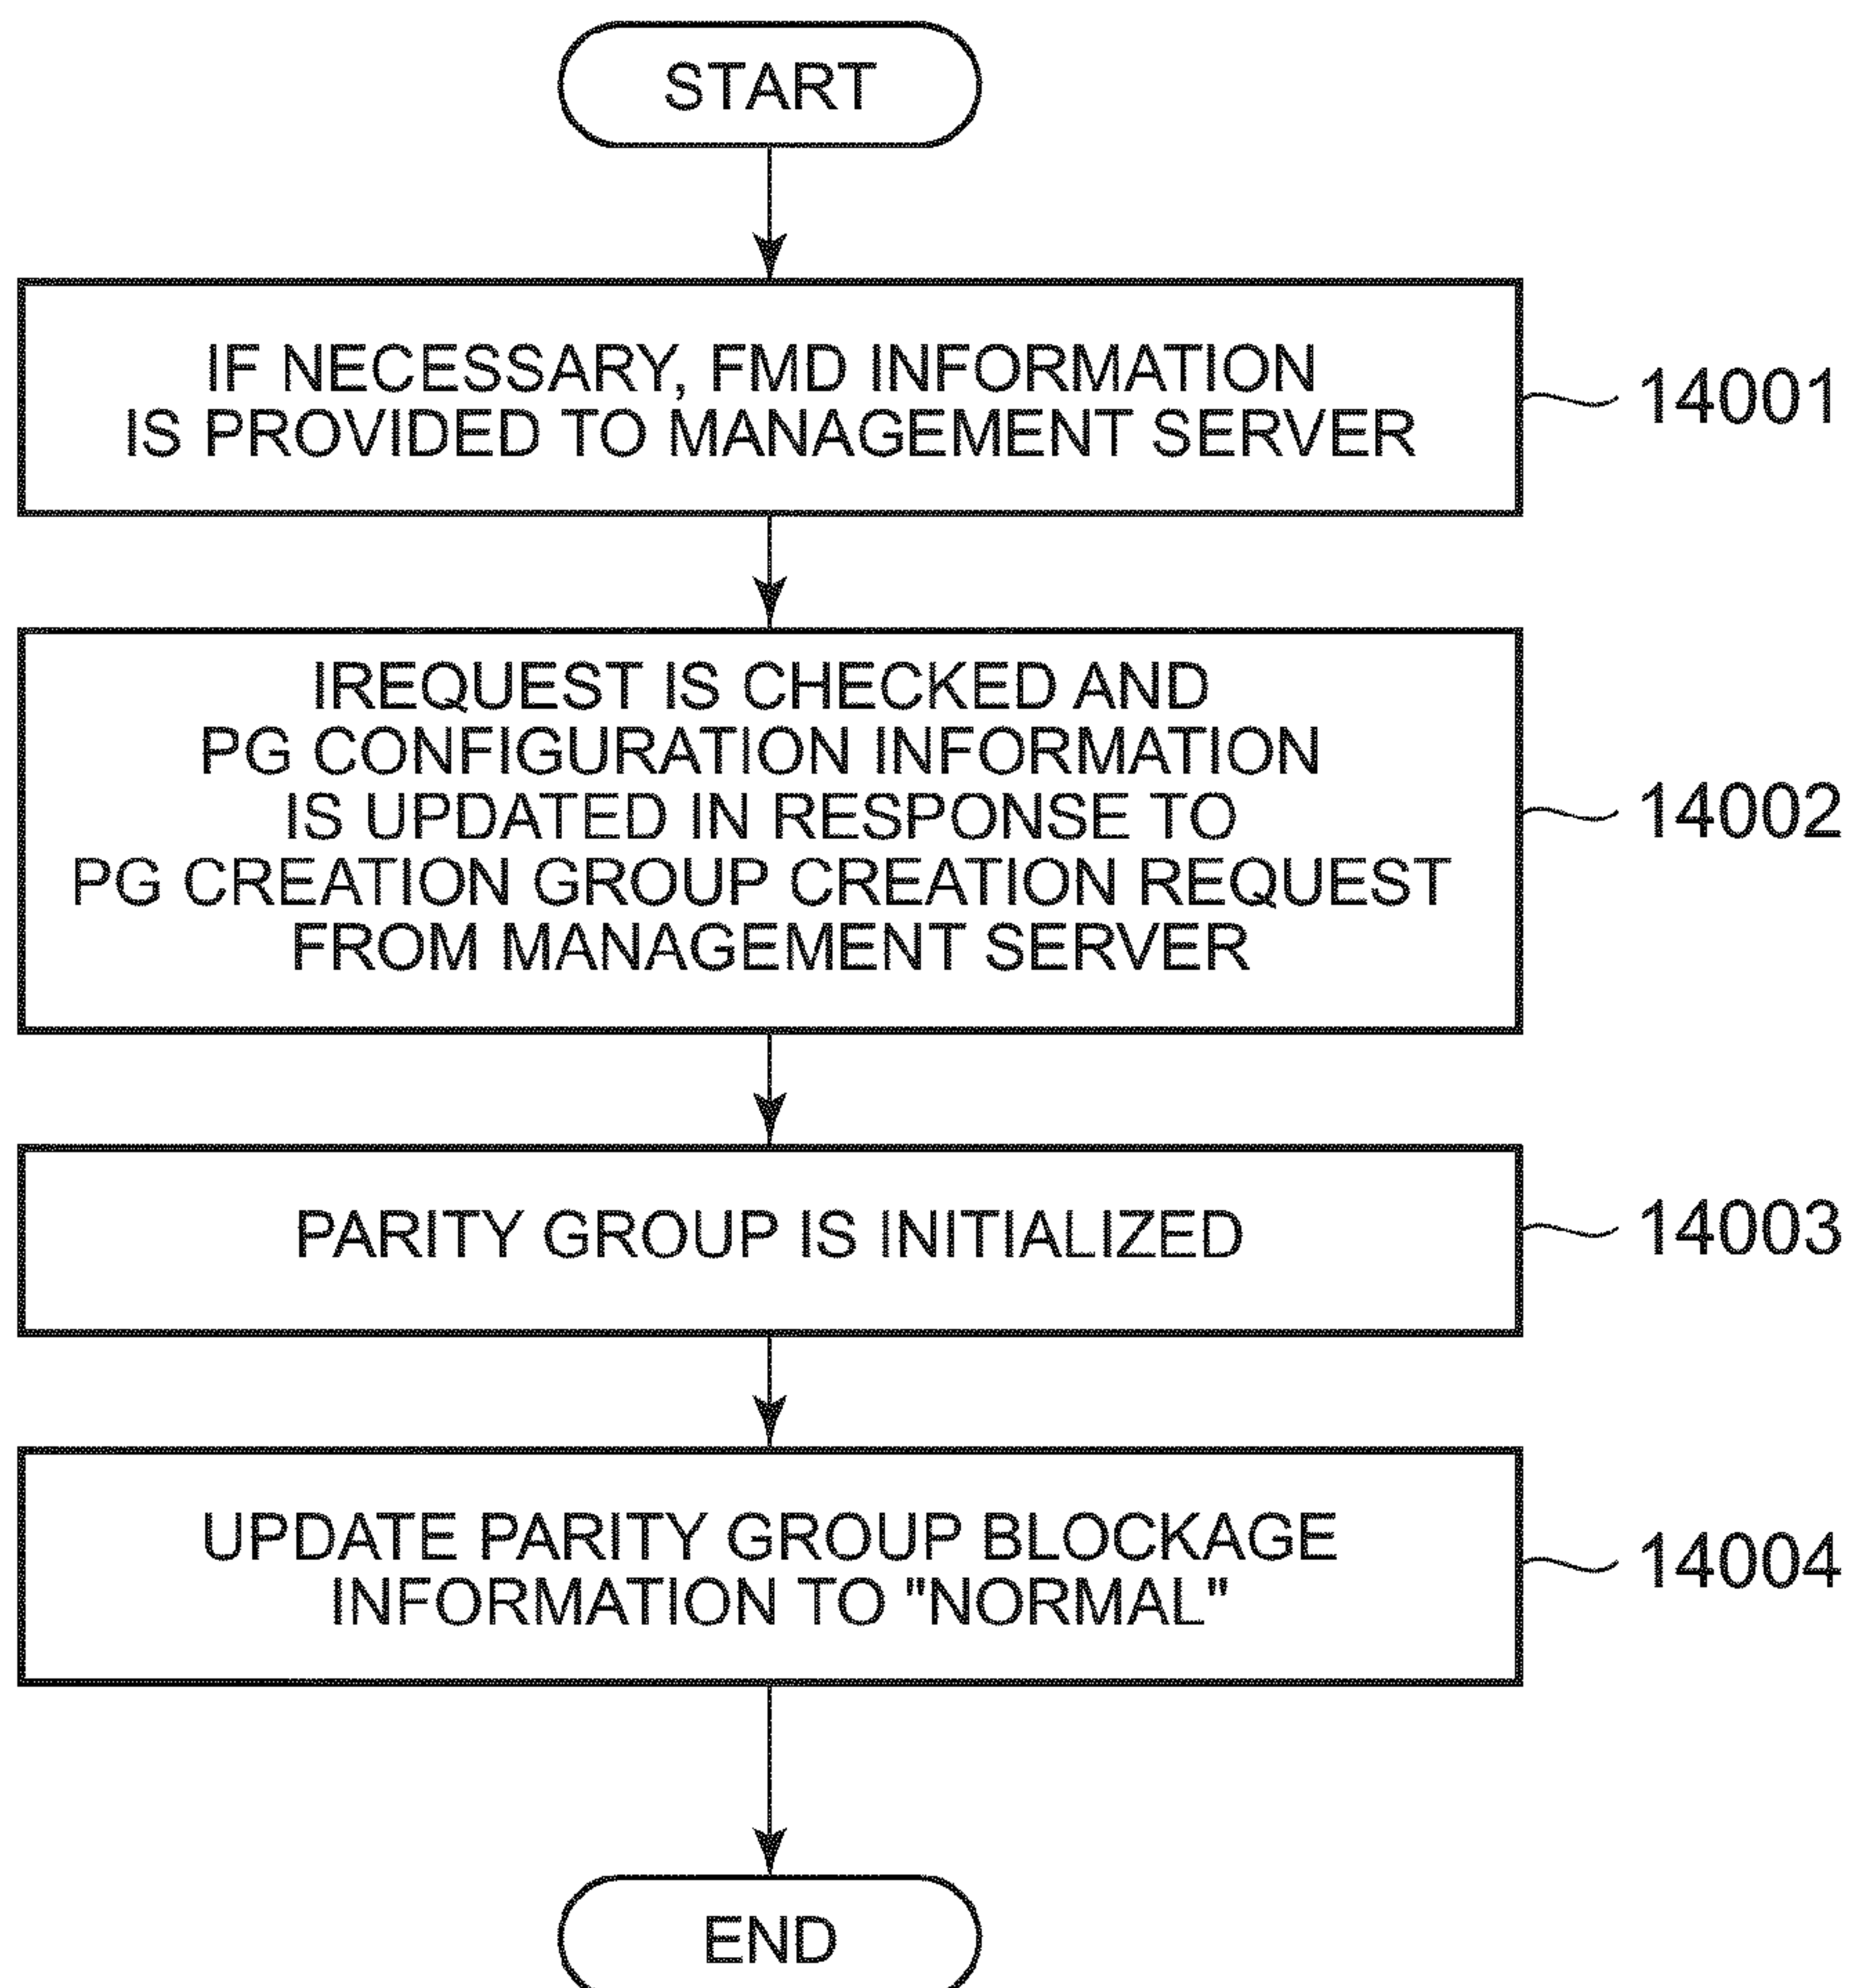 START
IF NECESSARY, FMD INFORMATION
IS PROVIDED TO MANAGEMENT SERVER
14001
IREQUEST IS CHECKED AND
PG CONFIGURATION INFORMATION
IS UPDATED IN RESPONSE TO
PG CREATION GROUP CREATION REQUEST
FROM MANAGEMENT SERVER
14002
PARITY GROUP IS INITIALIZED
14003
UPDATE PARITY GROUP BLOCKAGE
INFORMATION TO "NORMAL"
14004
END